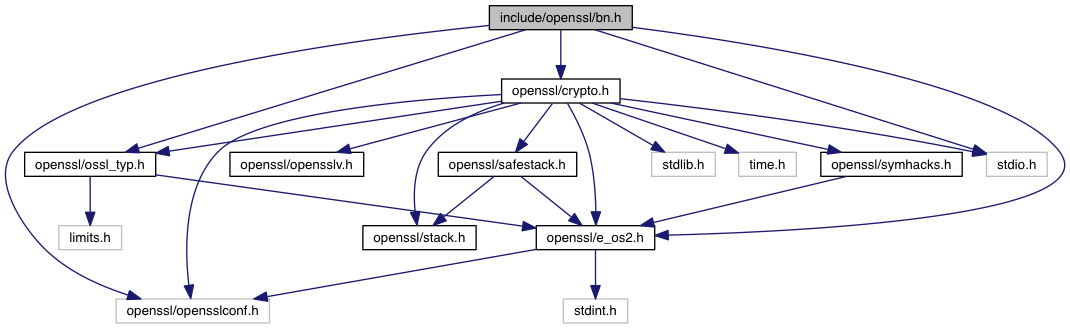 include/openssl/bn.h
openssl/crypto.h
openssl/ossl_typ.h
openssl/opensslv.h
openssl/safestack.h
stdlib.h
time.h
openssl/symhacks.h
stdio.h
limits.h
openssl/stack.h
openssl/e_os2.h
openssl/opensslconf.h
stdint.h